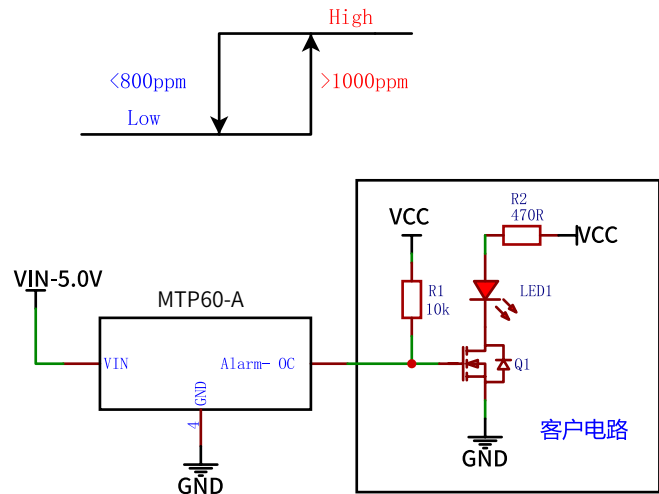 High
<800ppm
>1000ppm
Low
R2
470R
VCC
VCC
VIN-5.0V
R1
10k
LED1
MTP60-A
VIN
Alarm- OC
GND
4
Q1
客户电路
GND
GND